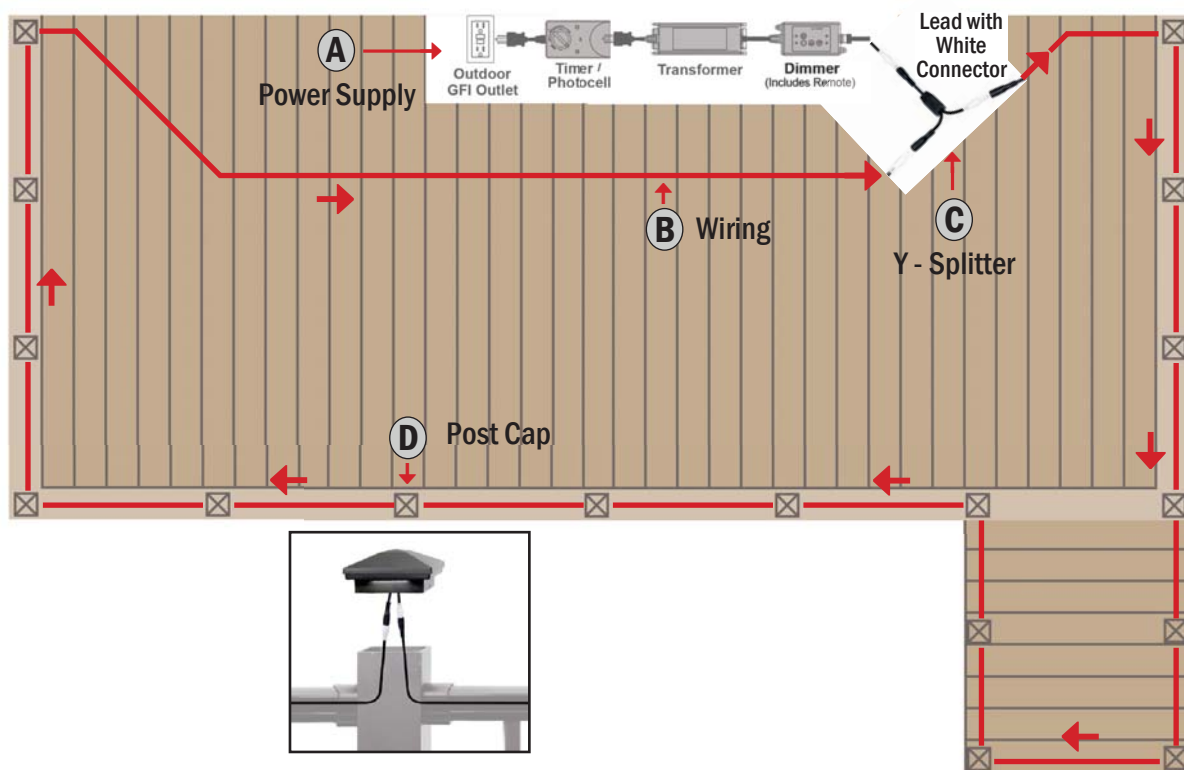 A
Power Supply
Outdoor
GFI Outlet
Timer /
Photocell
Transformer
Dimmer
(Includes Remote)
Lead with
White
Connector
B Wiring
C
Y - Splitter
D Post Cap